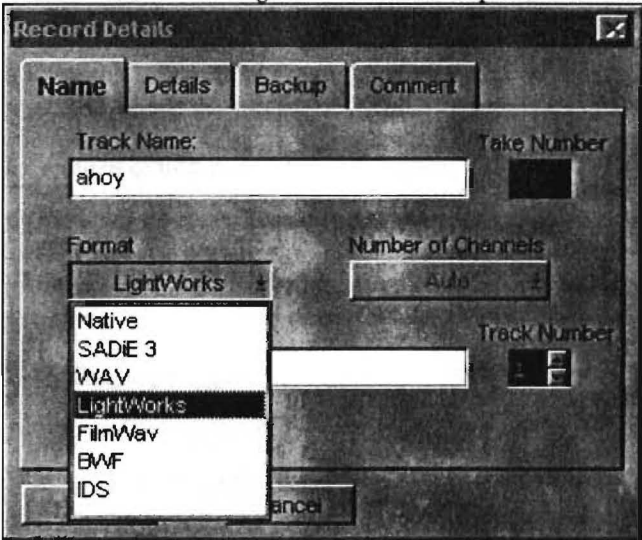 Record Details
Name Details Backup Comment
Track Name: Take Number
ahoy
Format Number of Channels
LightWorks Auto
Native
SADiE 3
WAV
Track Number
LightWorks
FilmWav
BWF
IDS
ancel